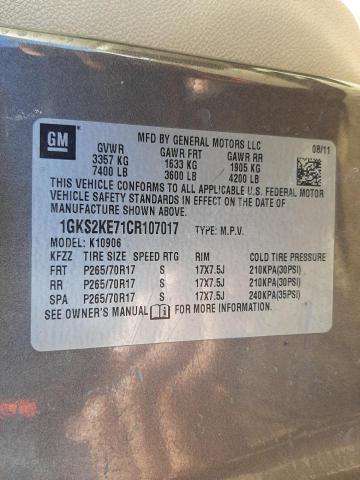 GM
MFD BY GENERAL MOTORS LLC
08/11
GVWR GAWR FRT GAWR RR
3357 KG 1633 KG 1905 KG
7400 LB 3600 LB 4200 LB
THIS VEHICLE CONFORMS TO ALL APPLICABLE U.S. FEDERAL MOTOR
VEHICLE SAFETY STANDARDS IN EFFECT ON THE DATE OF
MANUFACTURE SHOWN ABOVE.
1GKS2KE71CR107017 TYPE: M.P.V.
MODEL: K10906
KFZZ TIRE SIZE SPEED RTG RIM COLD TIRE PRESSURE
FRT P265/70R17 S 17X7.5J 210KPA(30PSI)
RR P265/70R17 S 17X7.5J 210KPA(30PSI)
SPA P265/70R17 S 17X7.5J 240KPA(35PSI)
SEE OWNER'S MANUAL FOR MORE INFORMATION.